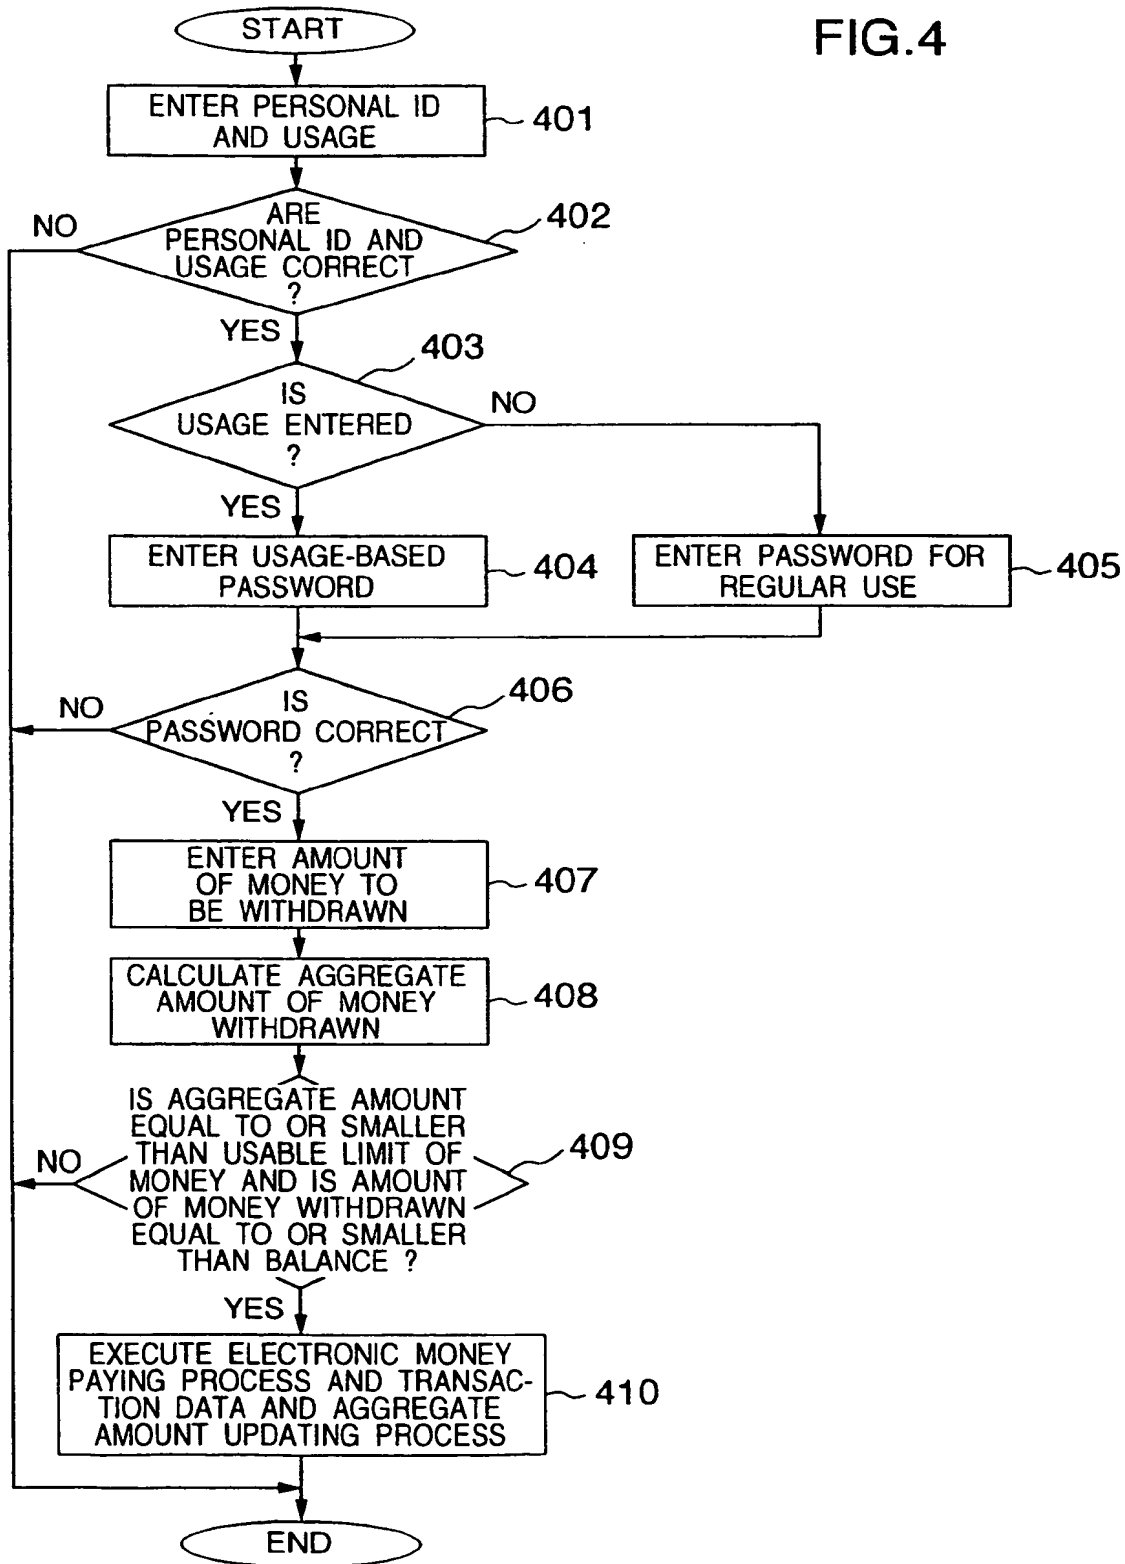 START
FIG.4
ENTER PERSONAL ID
AND USAGE
401
NO
ARE
PERSONAL ID AND
USAGE CORRECT
?
402
YES
403
IS
USAGE ENTERED
?
NO
YES
ENTER USAGE-BASED
PASSWORD
404
ENTER PASSWORD FOR
REGULAR USE
405
NO
IS
PASSWORD CORRECT
?
406
YES
ENTER AMOUNT
OF MONEY TO
BE WITHDRAWN
407
CALCULATE AGGREGATE
AMOUNT OF MONEY
WITHDRAWN
408
IS AGGREGATE AMOUNT
EQUAL TO OR SMALLER
THAN USABLE LIMIT OF
MONEY AND IS AMOUNT
OF MONEY WITHDRAWN
EQUAL TO OR SMALLER
THAN BALANCE ?
NO
409
YES
EXECUTE ELECTRONIC MONEY
PAYING PROCESS AND TRANSAC-
TION DATA AND AGGREGATE
AMOUNT UPDATING PROCESS
410
END